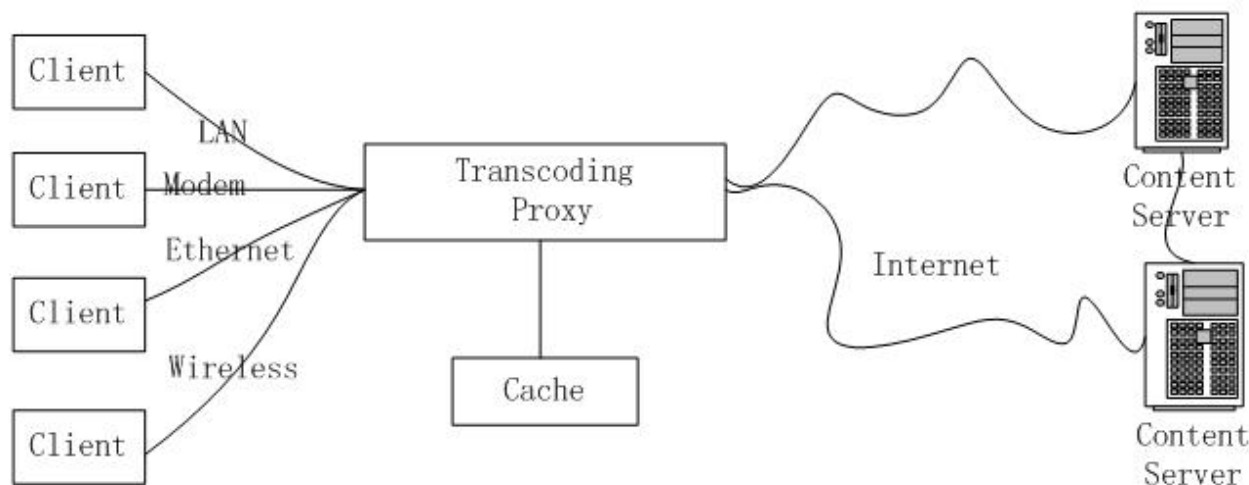 Client
LAN
Client
Modem
Ethernet
Client
Wireless
Client
Transcoding
Proxy
Cache
Internet
Content
Server
Content
Server